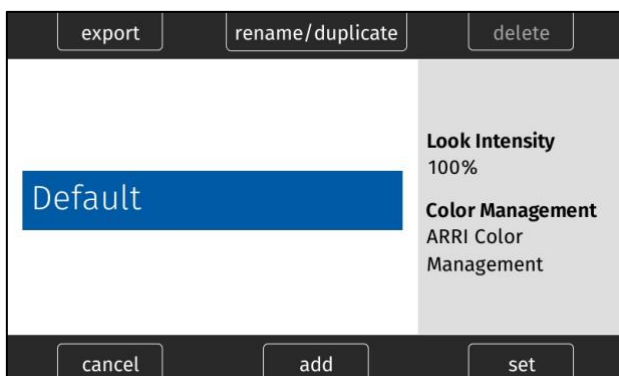 export rename/duplicate delete
Default
Look Intensity
100%
Color Management
ARRI Color
Management
cancel add set